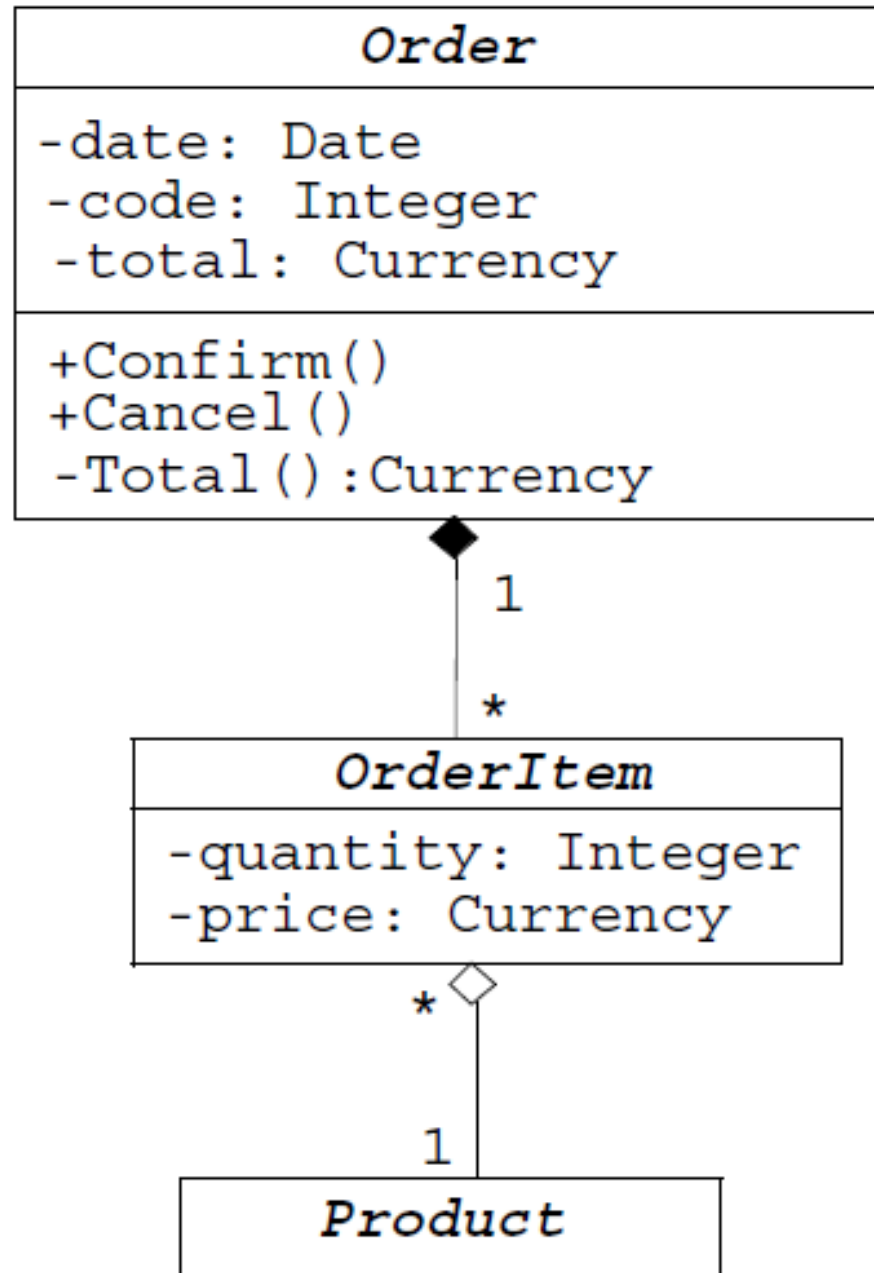 Order
-date: Date
-code: Integer
-total: Currency
+Confirm()
+Cancel()
-Total():Currency
1
*
OrderItem
-quantity: Integer
-price: Currency
*
1
Product